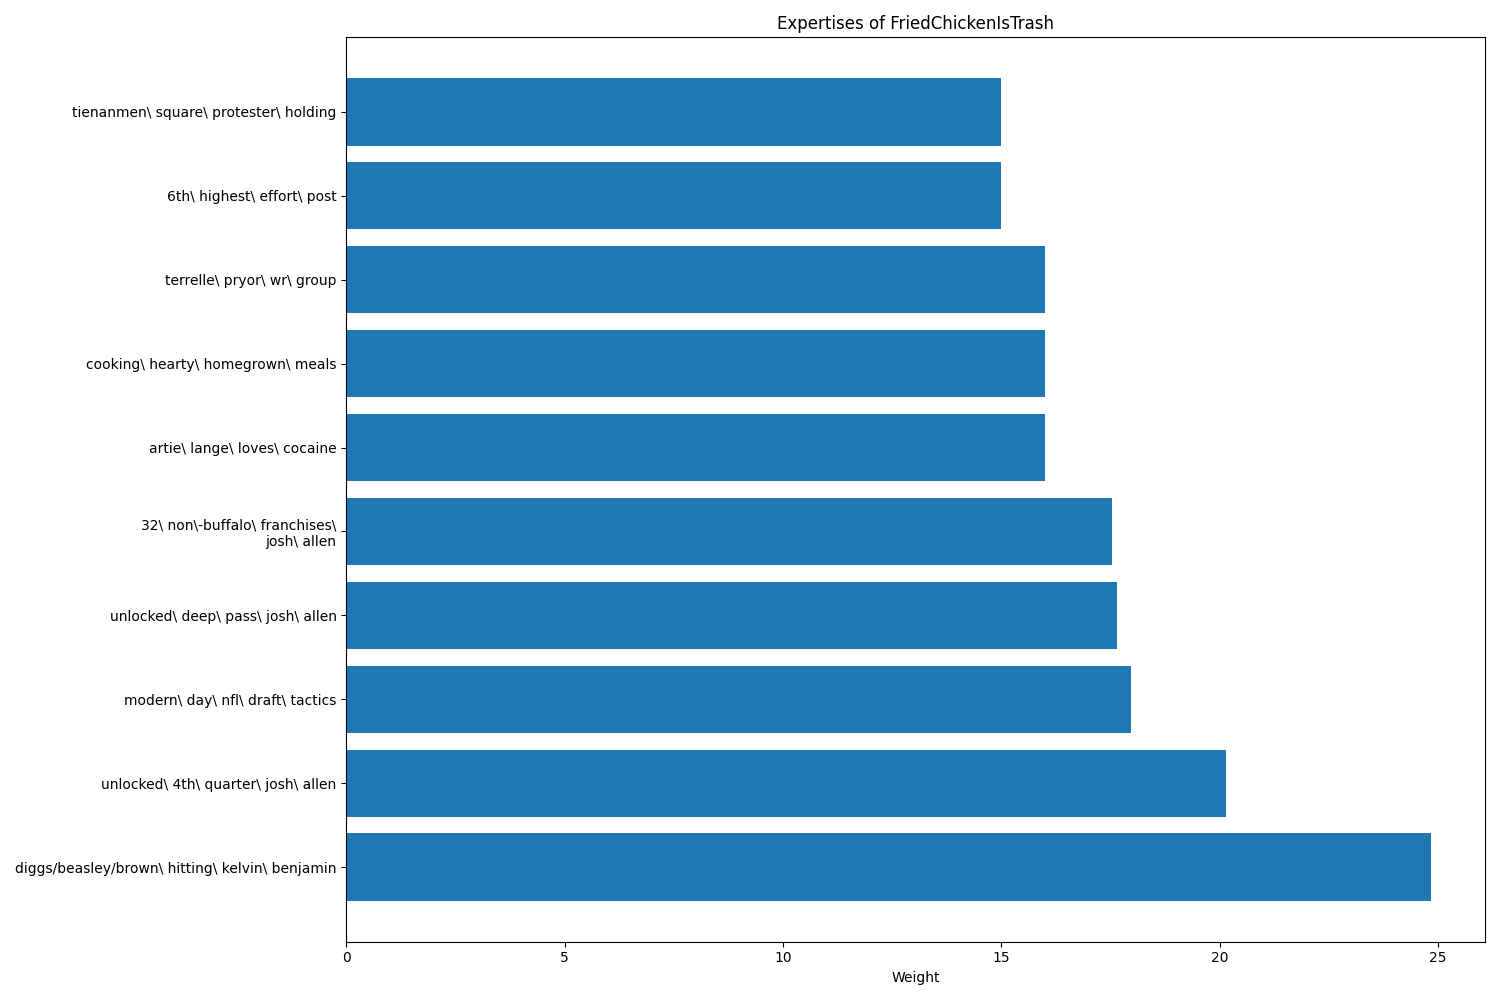 Expertises of FriedChickenIsTrash
tienanmen\ square\ protester\ holding
6th\ highest\ effort\ post
terrelle\ pryor\ wr\ group
cooking\ hearty\ homegrown\ meals
artie\ lange\ loves\ cocaine
32\ non\-buffalo\ franchises\
josh\ allen
unlocked\ deep\ pass\ josh\ allen
modern\ day\ nfl\ draft\ tactics
unlocked\ 4th\ quarter\ josh\ allen
diggs/beasley/brown\ hitting\ kelvin\ benjamin
0 5 10 15 20 25
Weight